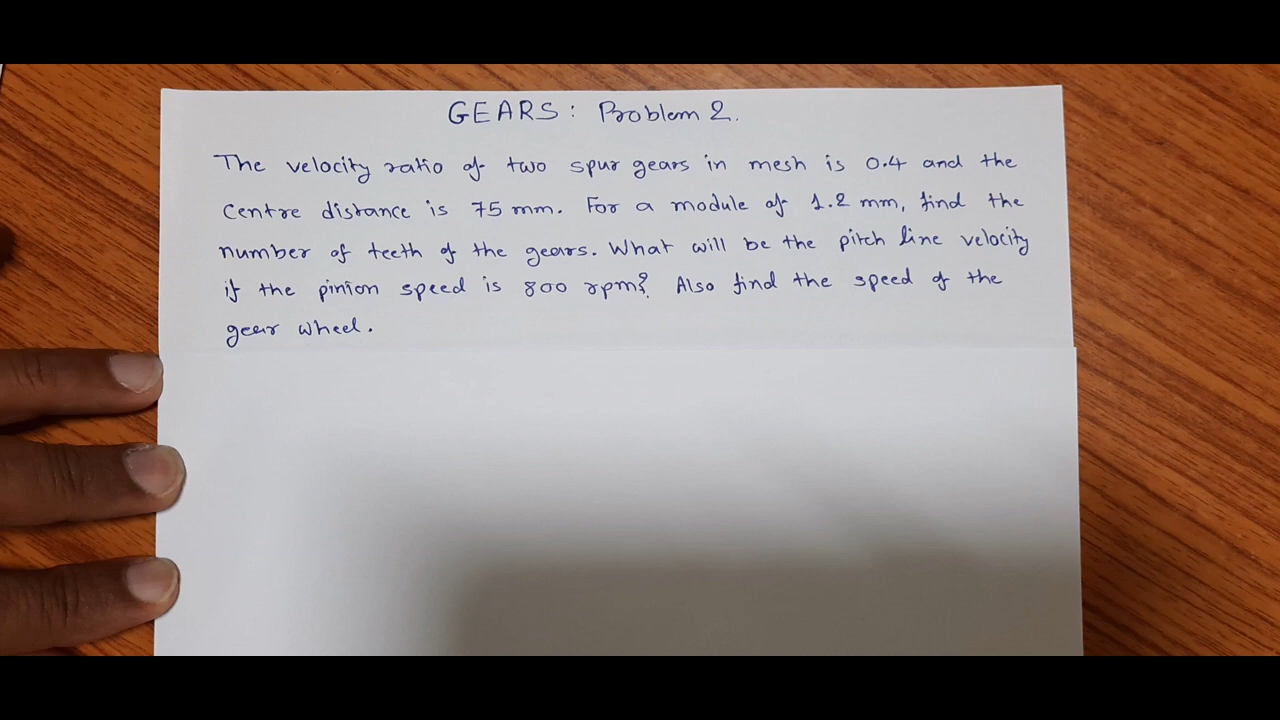 GEARS: Problem 2.
The velocity ratio of two spur gears in mesh is 0.4 and the
Centre distance is 75 mm. For a module of 1.2 mm, find the
number of teeth of the gears. What will be the pitch line velocity
if the pinion speed is 800 rpm? Also find the speed of the
gear wheel.